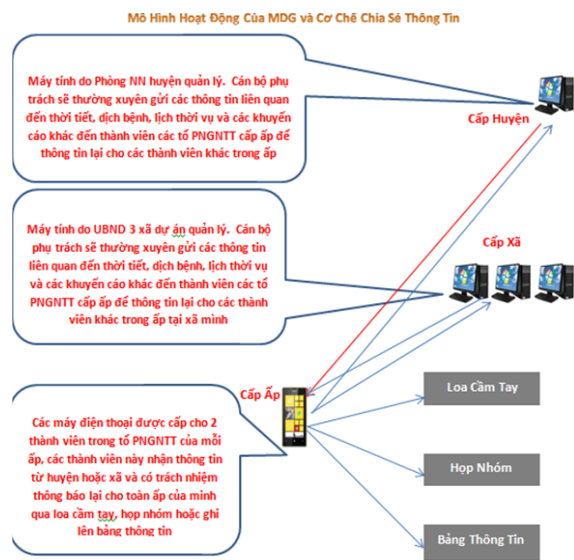 Mô Hình Hoạt Động Của MDG và Cơ Chế Chia Sẻ Thông Tin
Máy tính do Phòng NN huyện quản lý. Cán bộ phụ
trách sẽ thường xuyên gửi các thông tin liên quan
đến thời tiết, dịch bệnh, lịch thời vụ và các khuyến
cáo khác đến thành viên các tổ PNGNTT cấp ấp để
thông tin lại cho các thành viên khác trong ấp
Cấp Huyện
Máy tính do UBND 3 xã dự án quản lý. Cán bộ
phụ trách sẽ thường xuyên gửi các thông tin
liên quan đến thời tiết, dịch bệnh, lịch thời vụ
và các khuyến cáo khác đến thành viên các tổ
PNGNTT cấp ấp để thông tin lại cho các thành
viên khác trong ấp tại xã mình
Cấp Xã
Cấp Ấp
Các máy điện thoại được cấp cho 2
thành viên trong tổ PNGNTT của mỗi
ấp, các thành viên này nhận thông tin
từ huyện hoặc xã và có trách nhiệm
thông báo lại cho toàn ấp của mình
qua loa cầm tay, họp nhóm hoặc ghi
lên bảng thông tin
Loa Cầm Tay
Họp Nhóm
Bảng Thông Tin